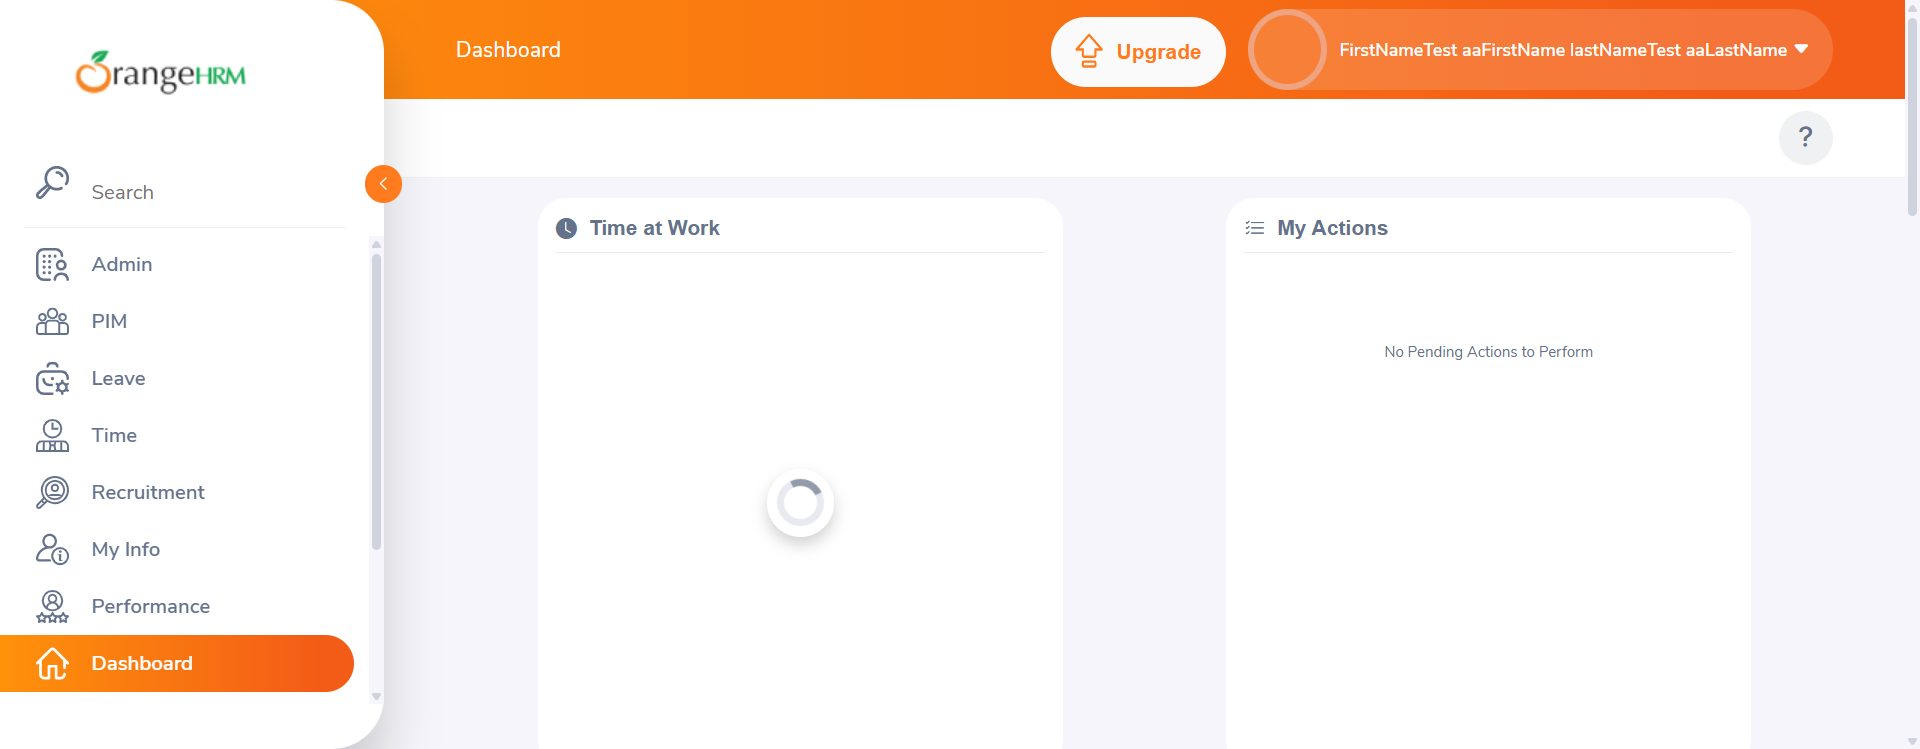 OrangeHRM
Dashboard
Upgrade
FirstNameTest aaFirstName lastNameTest aaLastName
?
Search
Admin
PIM
Leave
Time
Recruitment
My Info
Performance
Dashboard
Time at Work
My Actions
No Pending Actions to Perform